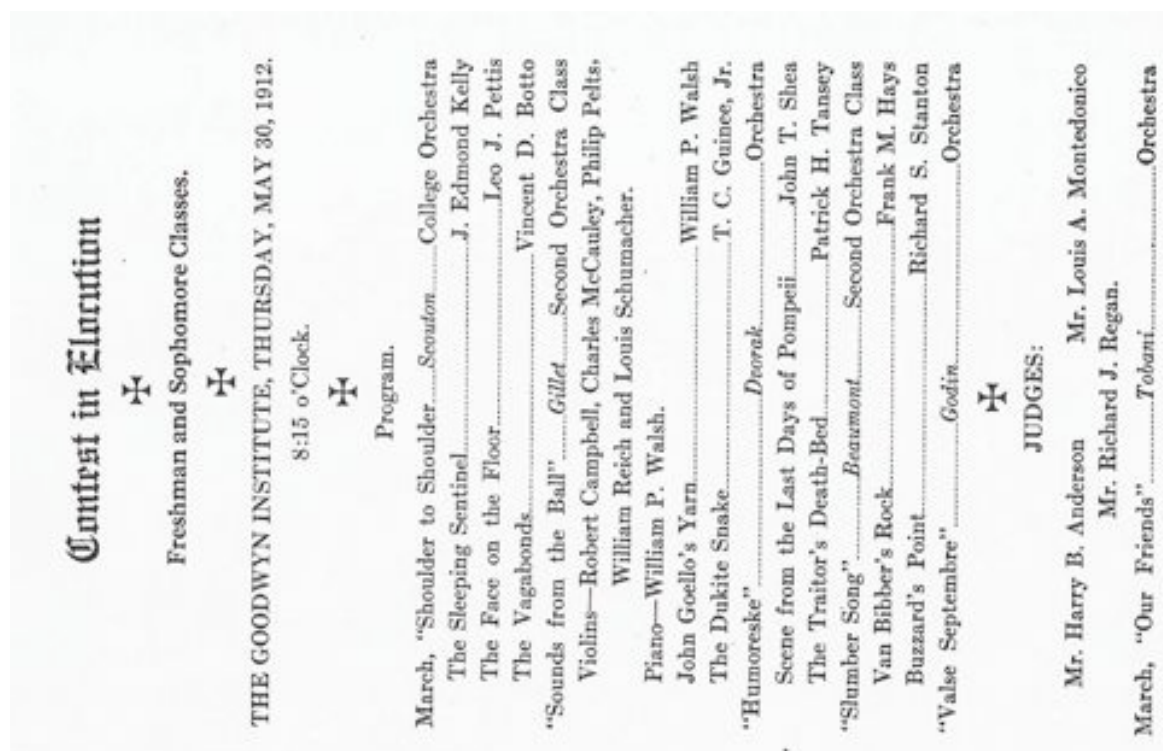 Contest in Elocution
Freshman and Sophomore Classes.
THE GOODWYN INSTITUTE, THURSDAY, MAY 30, 1912.
8:15 o'Clock.
Program.
March, "Shoulder to Shoulder......Scouton......College Orchestra
The Sleeping Sentinel......J. Edmond Kelly
The Face on the Floor......Leo J. Pettis
The Vagabonds......Vincent D. Botto
"Sounds from the Ball"......Gillet......Second Orchestra Class
Violins—Robert Campbell, Charles McCauley, Philip Pelts,
William Reich and Louis Schumacher.
Piano—William P. Walsh.
John Goello's Yarn......William P. Walsh
The Dukite Snake......T. C. Guinee, Jr.
"Humoreske"......Dvorak......Orchestra
Scene from the Last Days of Pompeii......John T. Shea
The Traitor's Death-Bed......Patrick H. Tansey
"Slumber Song"......Beaumont......Second Orchestra Class
Van Bibber's Rock......Frank M. Hays
Buzzard's Point......Richard S. Stanton
"Valse Septembre"......Godin......Orchestra
JUDGES:
Mr. Harry B. Anderson Mr. Louis A. Montedonico
Mr. Richard J. Regan.
March, "Our Friends"......Tobani......Orchestra